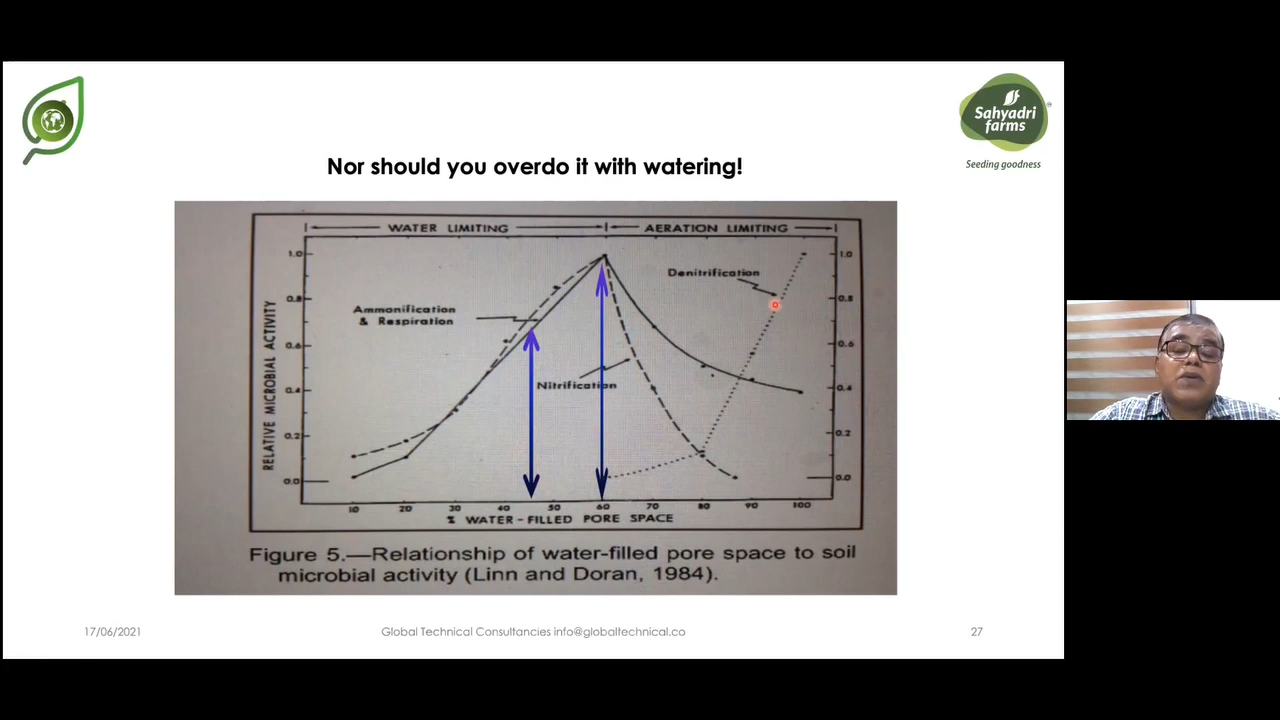 Sahyadri
farms
Seeding goodness
Nor should you overdo it with watering!
WATER LIMITING
AERATION LIMITING
1.0
0.8
0.6
0.4
0.2
0.0
RELATIVE MICROBIAL ACTIVITY
Ammonification
& Respiration
Nitrification
Denitrification
1.0
0.8
0.6
0.4
0.2
0.0
10 20 30 40 50 60 70 80 90 100
% WATER-FILLED PORE SPACE
Figure 5.—Relationship of water-filled pore space to soil
microbial activity (Linn and Doran, 1984).
17/06/2021
Global Technical Consultancies info@globaltechnical.co
27